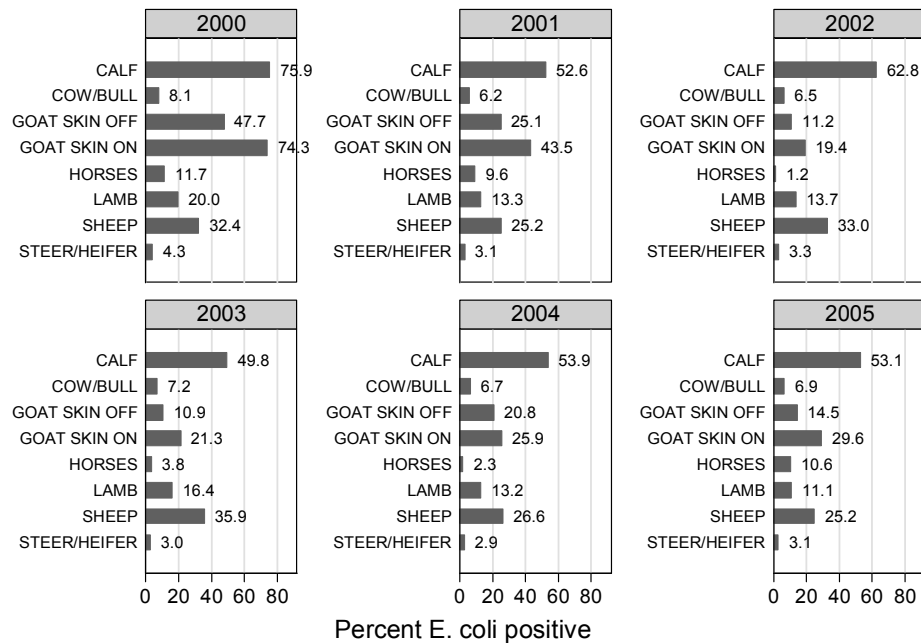 2000
CALF 75.9
COW/BULL 8.1
GOAT SKIN OFF 47.7
GOAT SKIN ON 74.3
HORSES 11.7
LAMB 20.0
SHEEP 32.4
STEER/HEIFER 4.3
2001
CALF 52.6
COW/BULL 6.2
GOAT SKIN OFF 25.1
GOAT SKIN ON 43.5
HORSES 9.6
LAMB 13.3
SHEEP 25.2
STEER/HEIFER 3.1
2002
CALF 62.8
COW/BULL 6.5
GOAT SKIN OFF 11.2
GOAT SKIN ON 19.4
HORSES 1.2
LAMB 13.7
SHEEP 33.0
STEER/HEIFER 3.3
2003
CALF 49.8
COW/BULL 7.2
GOAT SKIN OFF 10.9
GOAT SKIN ON 21.3
HORSES 3.8
LAMB 16.4
SHEEP 35.9
STEER/HEIFER 3.0
0 20 40 60 80
2004
CALF 53.9
COW/BULL 6.7
GOAT SKIN OFF 20.8
GOAT SKIN ON 25.9
HORSES 2.3
LAMB 13.2
SHEEP 26.6
STEER/HEIFER 2.9
0 20 40 60 80
2005
CALF 53.1
COW/BULL 6.9
GOAT SKIN OFF 14.5
GOAT SKIN ON 29.6
HORSES 10.6
LAMB 11.1
SHEEP 25.2
STEER/HEIFER 3.1
0 20 40 60 80
Percent E. coli positive